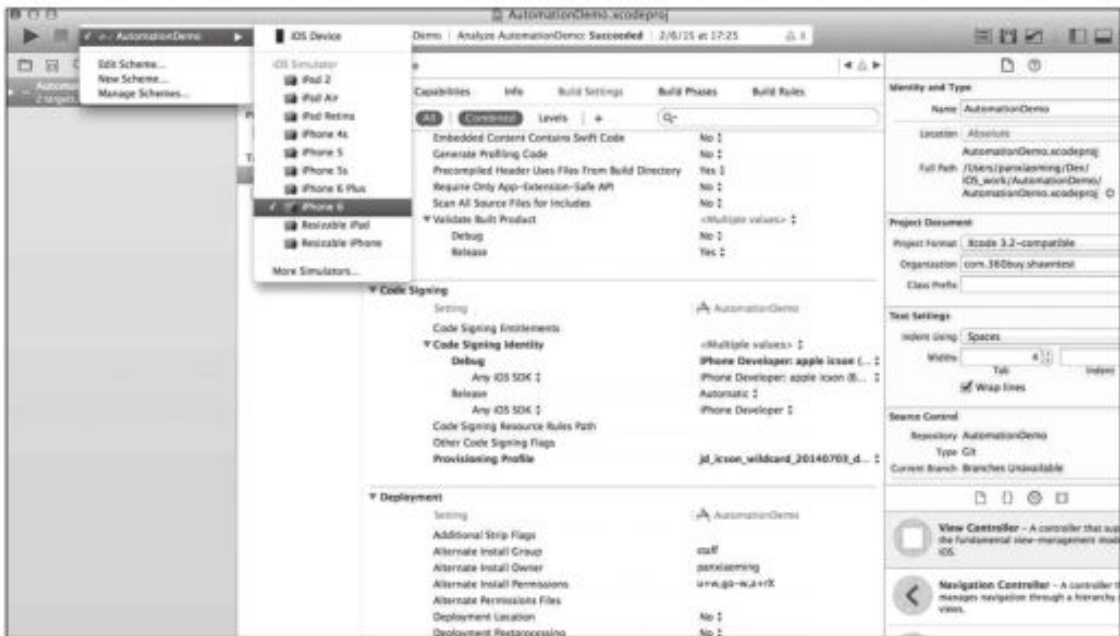 AutomationDemo.xcodeproj
AutomationDemo
Edit Scheme...
New Scheme...
Manage Schemes...
iOS Device
iOS Simulator
iPad 2
iPad Air
iPad Retina
iPhone 4s
iPhone 5
iPhone 5s
iPhone 6 Plus
iPhone 6
Resizable iPad
Resizable iPhone
More Simulators...
Demo | Analyze AutomationDemo: Succeeded | 2/6/15 at 17:25
2 targets,
Capabilities Info Build Settings Build Phases Build Rules
All Combined Levels +
Embedded Content Contains Swift Code No
Generate Profiling Code No
Precompiled Header Uses Files From Build Directory Yes
Require Only App-Extension-Safe API No
Scan All Source Files for Includes No
Validate Built Product <Multiple values>
Debug No
Release Yes
Code Signing
Setting AutomationDemo
Code Signing Entitlements
Code Signing Identity <Multiple values>
Debug iPhone Developer: apple icson (...
Any iOS SDK iPhone Developer: apple icson (6...
Release Automatic
Any iOS SDK iPhone Developer
Code Signing Resource Rules Path
Other Code Signing Flags
Provisioning Profile jd_icson_wildcard_20140703_d...
Deployment
Setting AutomationDemo
Additional Strip Flags
Alternate Install Group staff
Alternate Install Owner panxiaoming
Alternate Install Permissions u+w,go-w,a+rX
Alternate Permissions Files
Deployment Location No
Deployment Postprocessing No
Identity and Type
Name AutomationDemo
Location Absolute
AutomationDemo.xcodeproj
Full Path /Users/panxiaoming/Dev/
iOS_work/AutomationDemo/
AutomationDemo.xcodeproj
Project Document
Project Format Xcode 3.2-compatible
Organization com.360buy.shawntest
Class Prefix
Text Settings
Indent Using Spaces
Widths
Tab Indent
Wrap lines
Source Control
Repository AutomationDemo
Type Git
Current Branch Branches Unavailable
View Controller - A controller that sup
the fundamental view-management mod
iOS.
Navigation Controller - A controller t
manages navigation through a hierarchy
views.